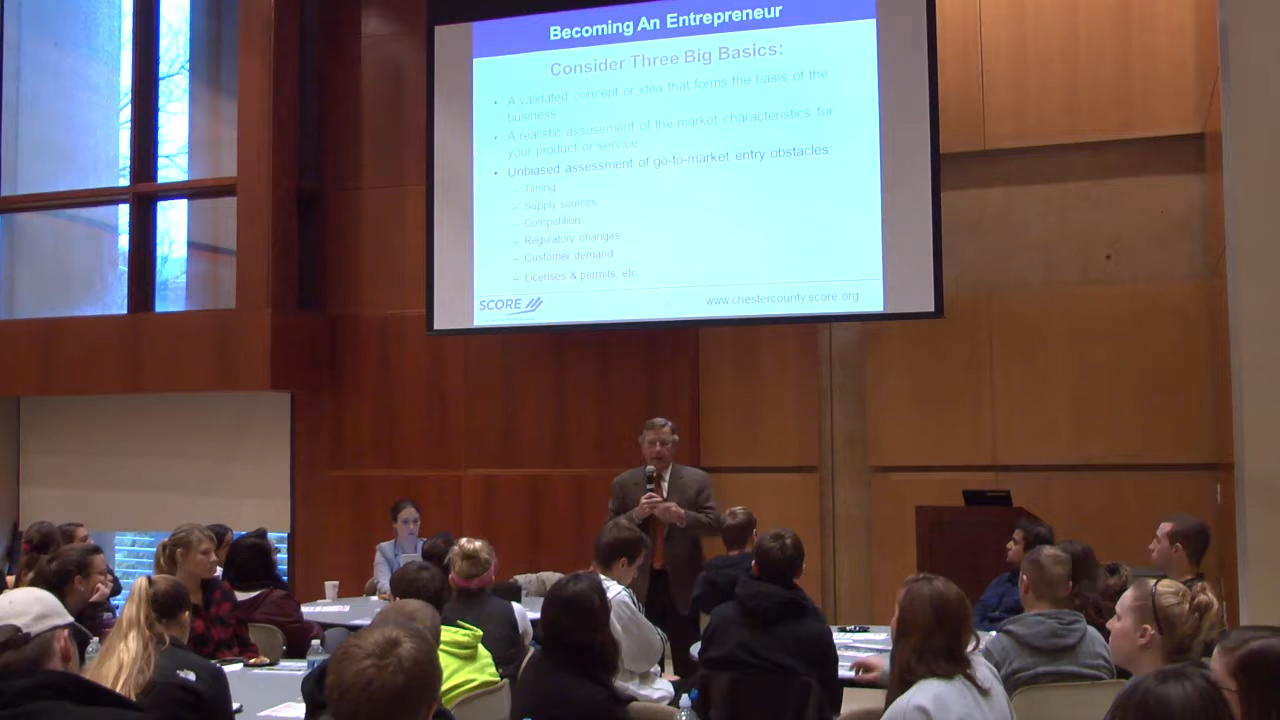 Becoming An Entrepreneur
Consider Three Big Basics:
• A validated concept or idea that forms the basis of the
business
• A realistic assessment of the market characteristics for
your product or service
• Unbiased assessment of go-to-market entry obstacles:
– Timing
– Supply sources
– Competition
– Regulatory changes
– Customer demand
– Licenses & permits, etc.
SCORE
www.chestercounty.score.org